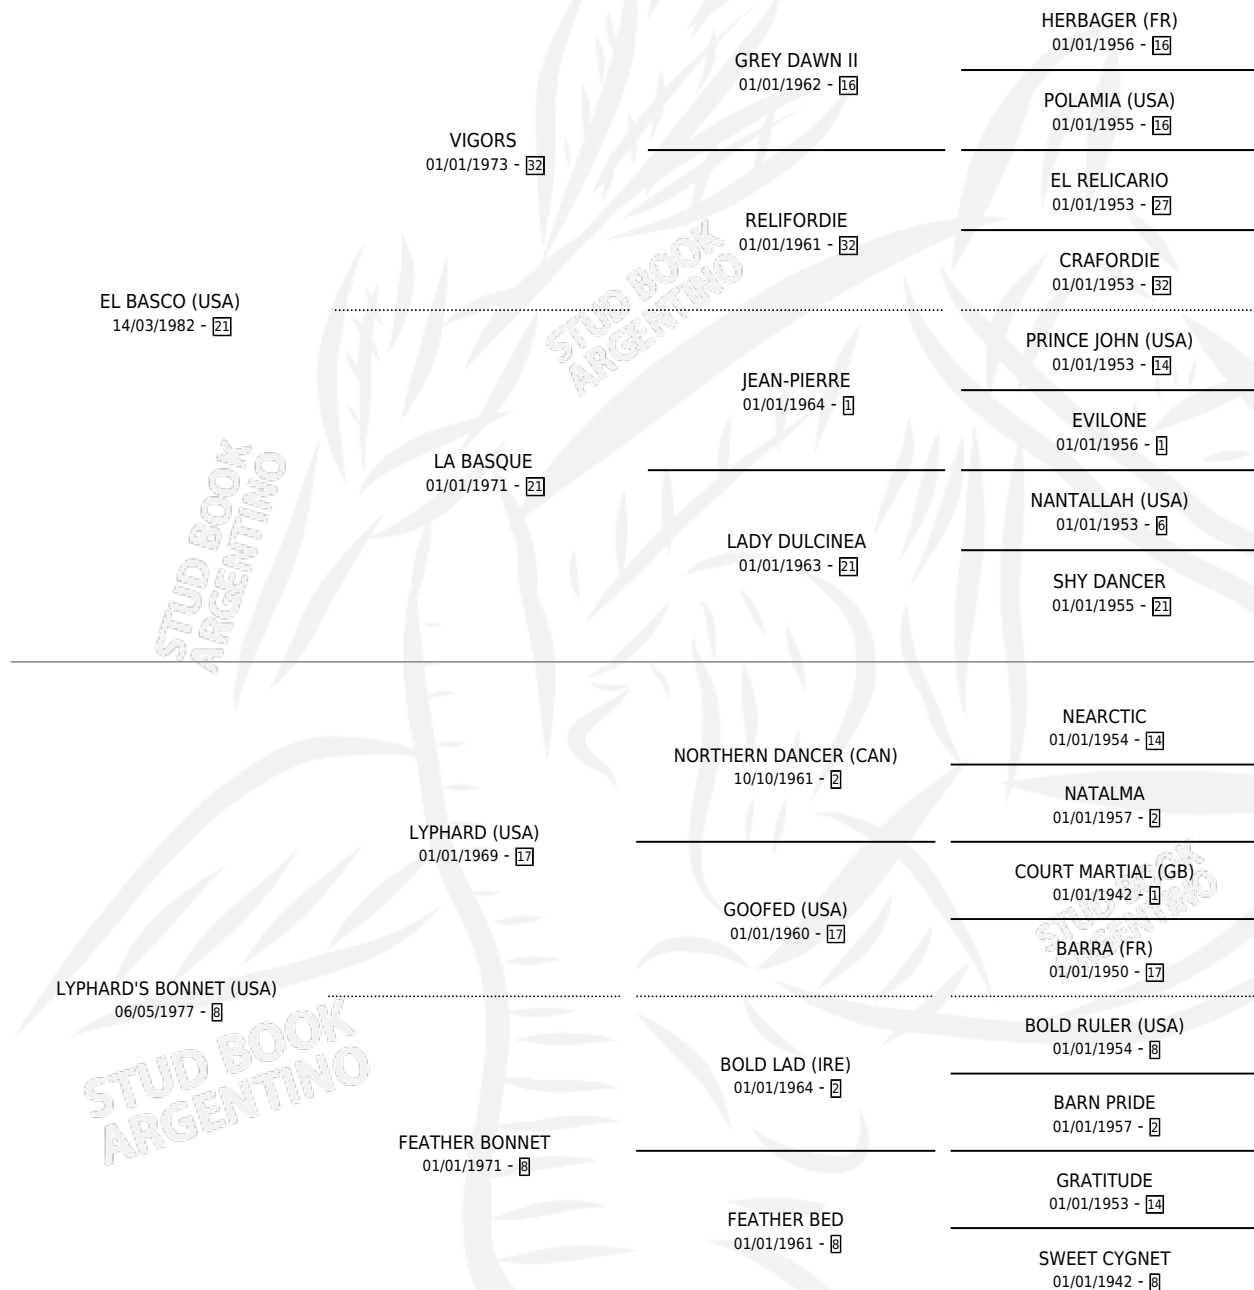 HERBAGER (FR)
01/01/1956 - 16
GREY DAWN II
01/01/1962 - 16
POLAMIA (USA)
01/01/1955 - 16
VIGORS
01/01/1973 - 32
EL RELICARIO
01/01/1953 - 27
RELIFORDIE
01/01/1961 - 32
CRAFORDIE
01/01/1953 - 32
EL BASCO (USA)
14/03/1982 - 21
STUD BOOK
ARGENTINO
PRINCE JOHN (USA)
01/01/1953 - 14
JEAN-PIERRE
01/01/1964 - 1
EVILONE
01/01/1956 - 1
LA BASQUE
01/01/1971 - 21
NANTALLAH (USA)
01/01/1953 - 6
LADY DULCINEA
01/01/1963 - 21
SHY DANCER
01/01/1955 - 21
STUD BOOK
ARGENTINO
NEARCTIC
01/01/1954 - 14
NORTHERN DANCER (CAN)
10/10/1961 - 2
NATALMA
01/01/1957 - 2
LYPHARD (USA)
01/01/1969 - 17
COURT MARTIAL (GB)
01/01/1942 - 1
GOOFED (USA)
01/01/1960 - 17
STUD BOOK
ARGENTINO
BARRA (FR)
01/01/1950 - 17
LYPHARD'S BONNET (USA)
06/05/1977 - 8
STUD BOOK
ARGENTINO
BOLD RULER (USA)
01/01/1954 - 8
BOLD LAD (IRE)
01/01/1964 - 2
BARN PRIDE
01/01/1957 - 2
FEATHER BONNET
01/01/1971 - 8
GRATITUDE
01/01/1953 - 14
FEATHER BED
01/01/1961 - 8
SWEET CYGNET
01/01/1942 - 8